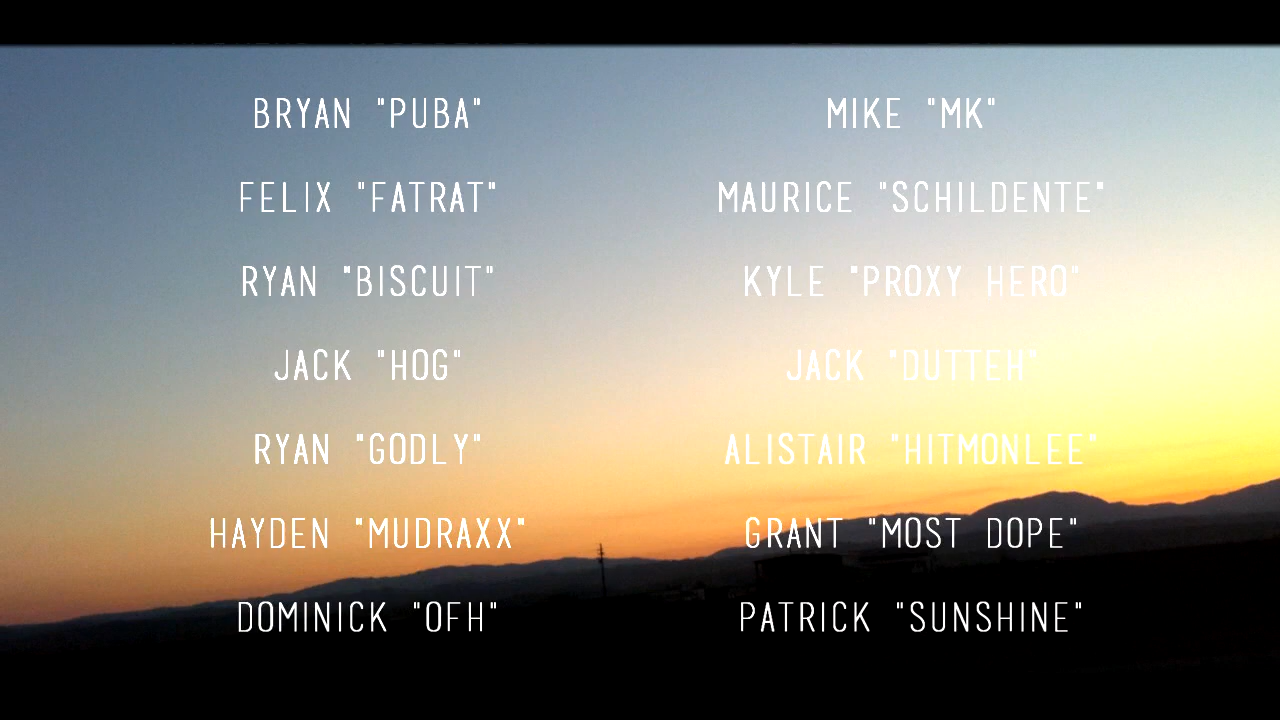 BRYAN "PUBA"
FELIX "FATRAT"
RYAN "BISCUIT"
JACK "HOG"
RYAN "GODLY"
HAYDEN "MUDRAXX"
DOMINICK "OFH"
MIKE "MK"
MAURICE "SCHILDENTE"
KYLE "PROXY HERO"
JACK "DUTTEH"
ALISTAIR "HITMONLEE"
GRANT "MOST DOPE"
PATRICK "SUNSHINE"